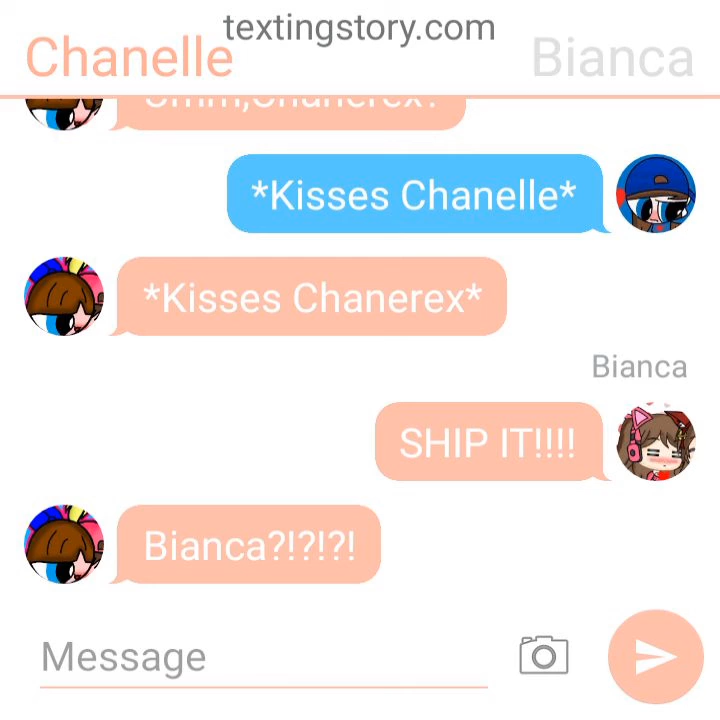 textingstory.com
Chanelle Bianca
*Kisses Chanelle*
*Kisses Chanerex*
Bianca
SHIP IT!!!!
Bianca?!?!?!
Message